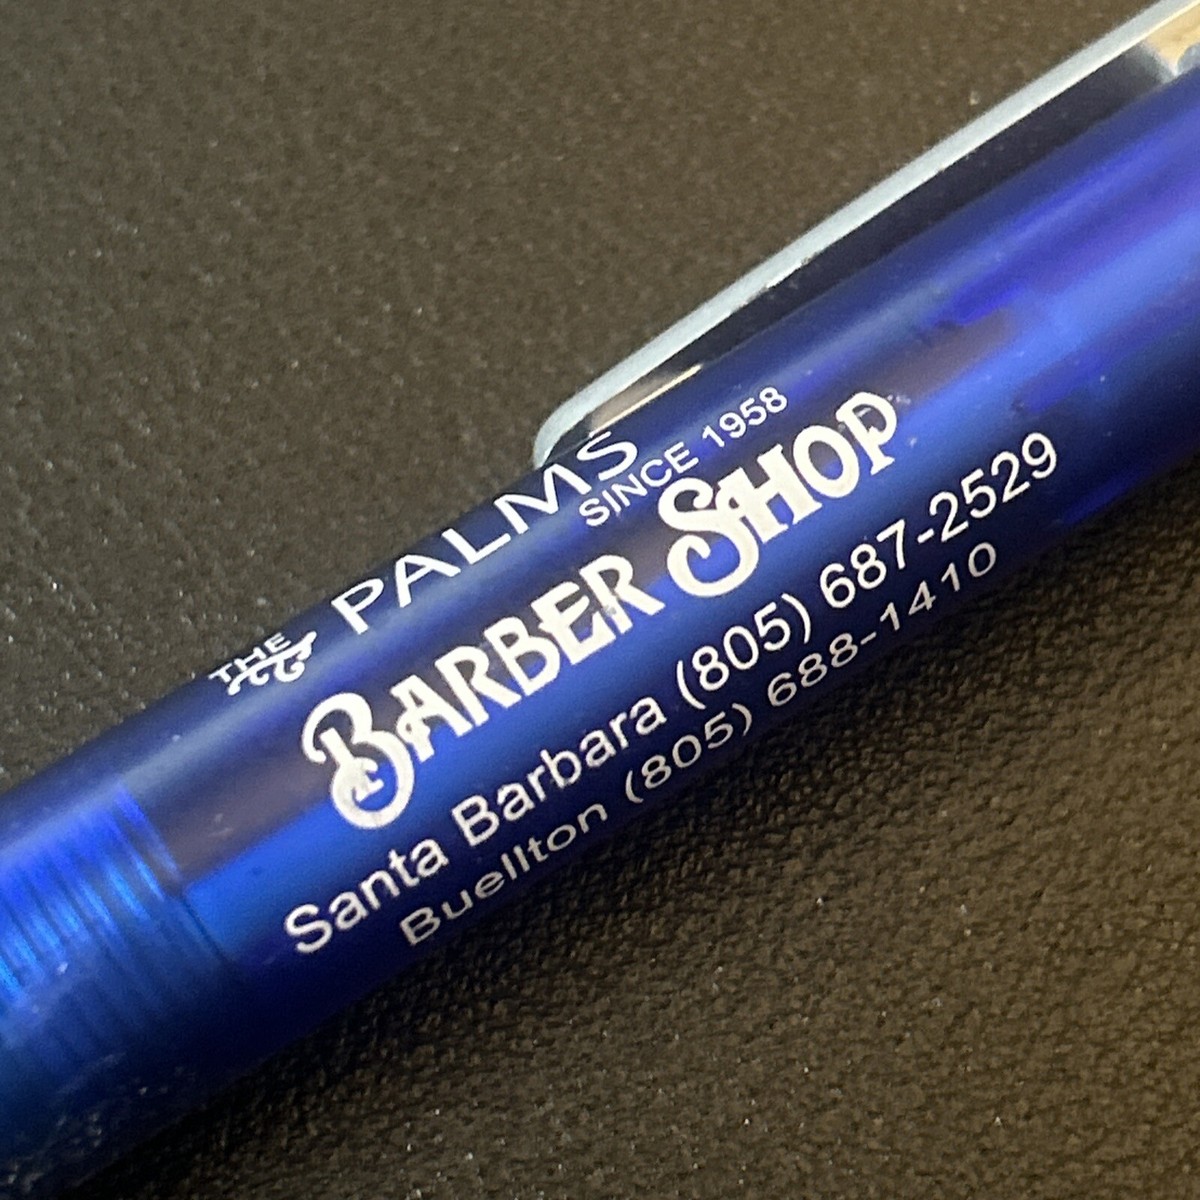 THE PALMS
SINCE 1958
BARBER SHOP
Santa Barbara (805) 687-2529
Buellton (805) 688-1410